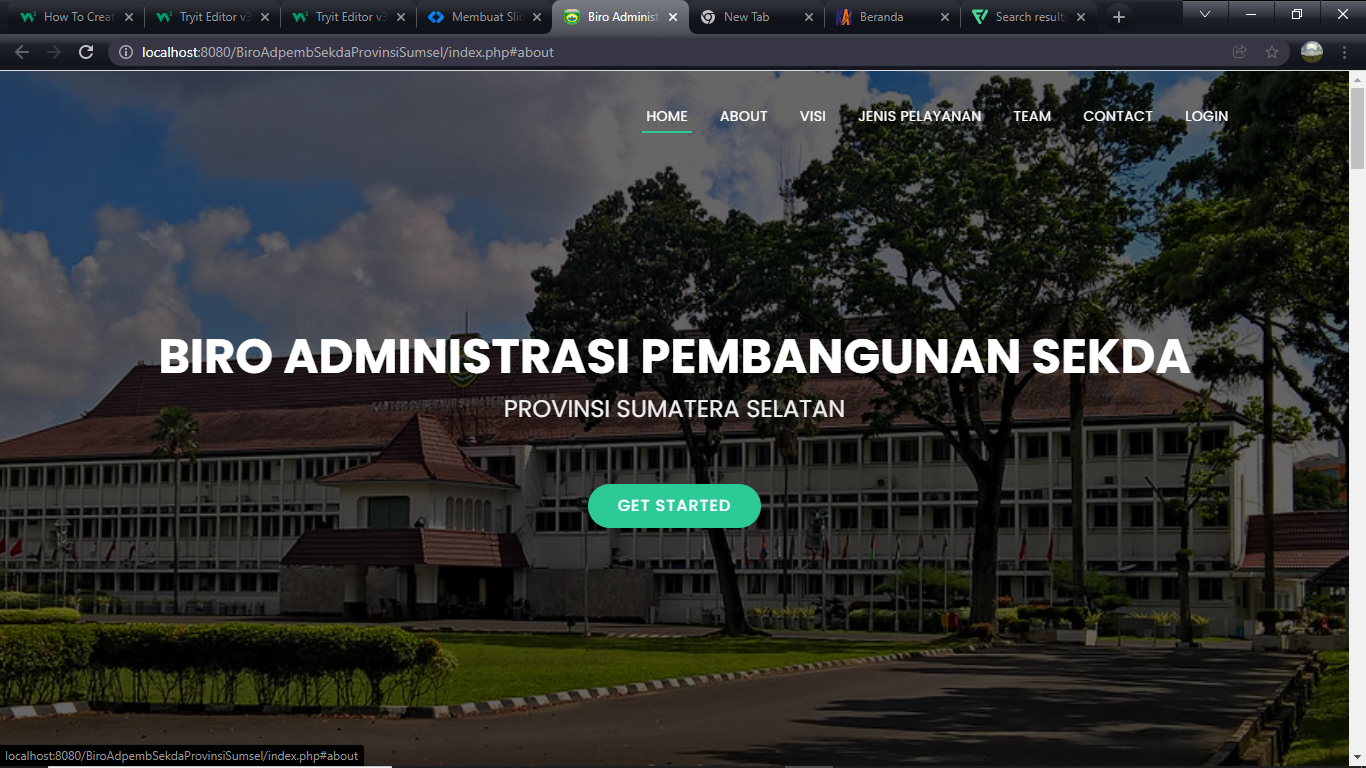 How To Creat
Tryit Editor v3
Tryit Editor v3
Membuat Slid
Biro Administ
New Tab
Beranda
Search results
localhost:8080/BiroAdpembSekdaProvinsiSumsel/index.php#about
HOME ABOUT VISI JENIS PELAYANAN TEAM CONTACT LOGIN
BIRO ADMINISTRASI PEMBANGUNAN SEKDA
PROVINSI SUMATERA SELATAN
GET STARTED
localhost:8080/BiroAdpembSekdaProvinsiSumsel/index.php#about